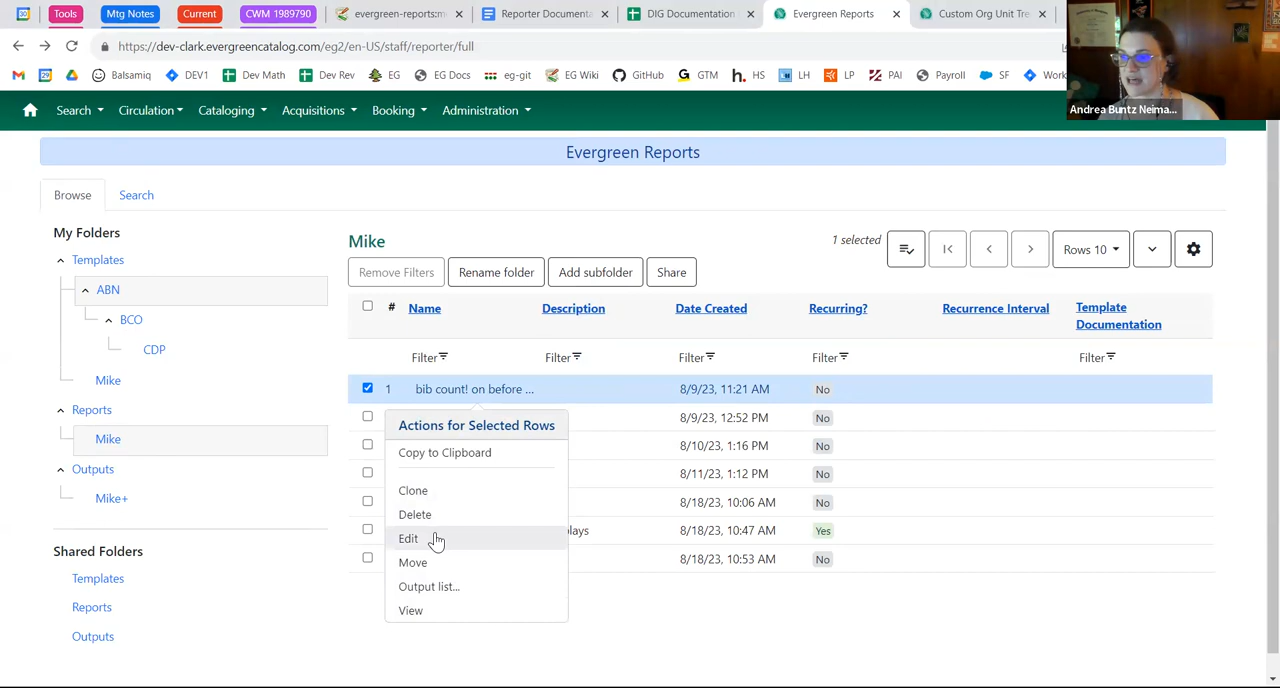 Tools
Mtg Notes
Current
CWM 1989790
evergreen-reports:m
Reporter Documenta
DIG Documentation
Evergreen Reports
Custom Org Unit Tre
https://dev-clark.evergreencatalog.com/eg2/en-US/staff/reporter/full
Balsamiq
DEV1
Dev Math
Dev Rev
EG
EG Docs
eg-git
EG Wiki
GitHub
GTM
HS
LH
LP
PAI
Payroll
SF
Work
Andrea Buntz Neima...
Search
Circulation
Cataloging
Acquisitions
Booking
Administration
Evergreen Reports
Browse
Search
My Folders
Templates
ABN
BCO
CDP
Mike
Reports
Mike
Outputs
Mike+
Shared Folders
Templates
Reports
Outputs
Mike
1 selected
Rows 10
Remove Filters
Rename folder
Add subfolder
Share
# Name Description Date Created Recurring? Recurrence Interval Template Documentation
Filter Filter Filter Filter Filter
1 bib count! on before ... 8/9/23, 11:21 AM No
8/9/23, 12:52 PM No
8/10/23, 1:16 PM No
8/11/23, 1:12 PM No
8/18/23, 10:06 AM No
lays 8/18/23, 10:47 AM Yes
8/18/23, 10:53 AM No
Actions for Selected Rows
Copy to Clipboard
Clone
Delete
Edit
Move
Output list...
View